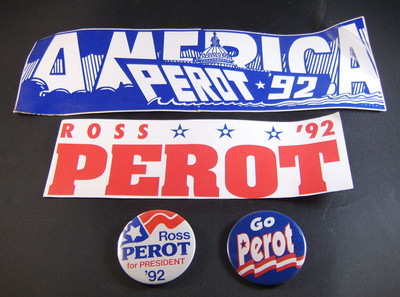 AMERICA
PEROT ★ '92
ROSS ☆ ☆ ☆ '92
PEROT
Ross
PEROT
for PRESIDENT
'92
GO
Perot